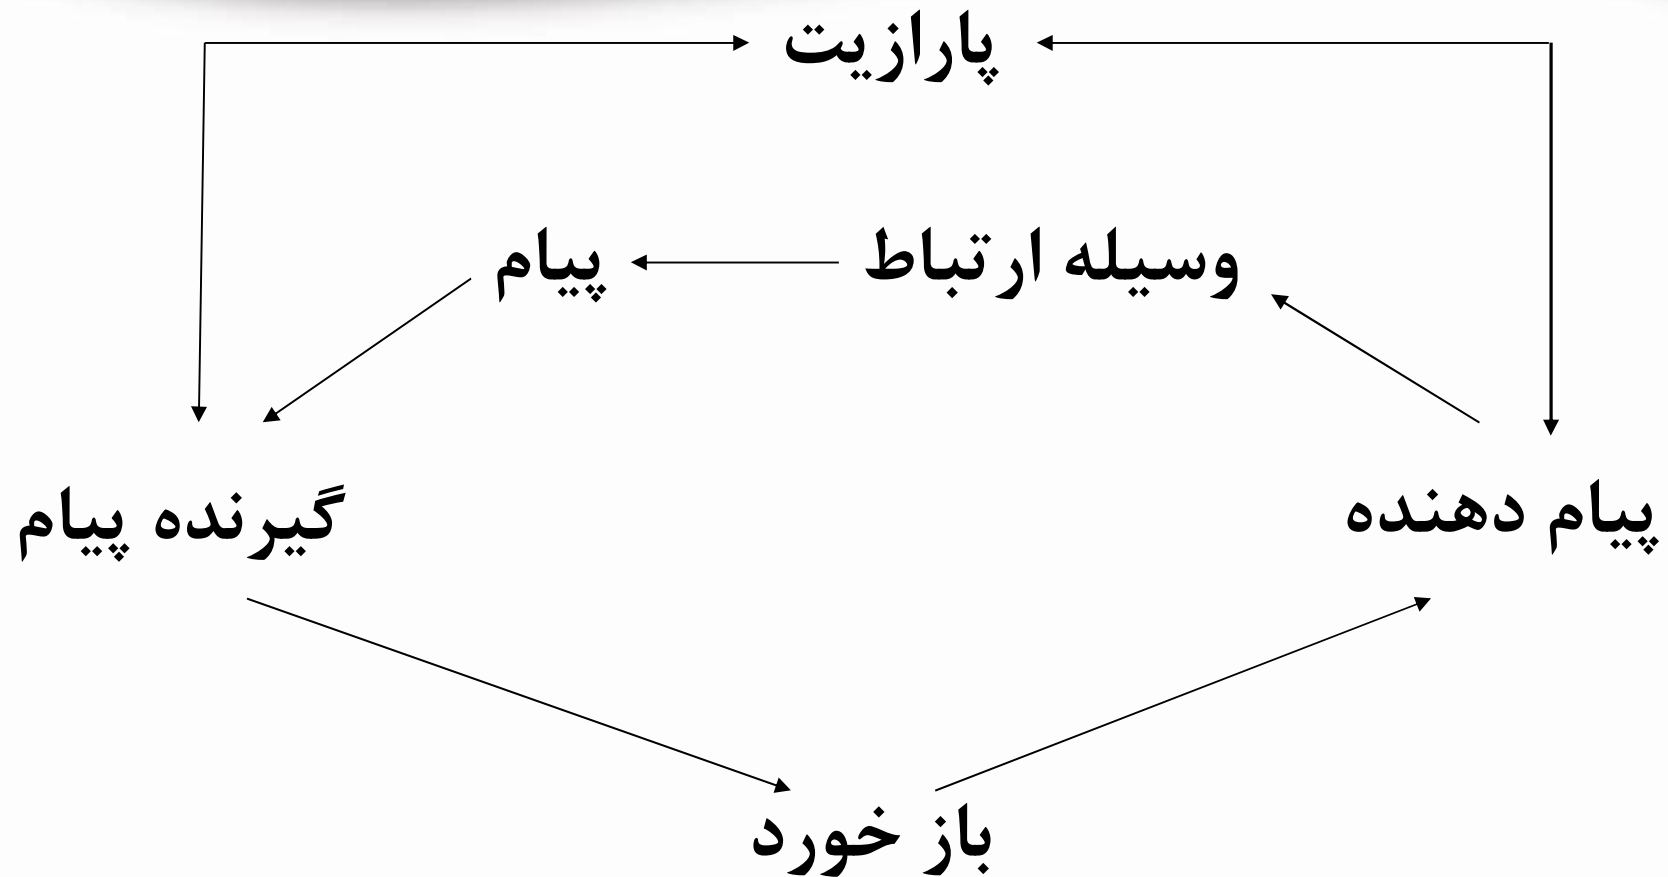 پارازیت
وسیله ارتباط
پیام
پیام دهنده
گیرنده پیام
باز خورد